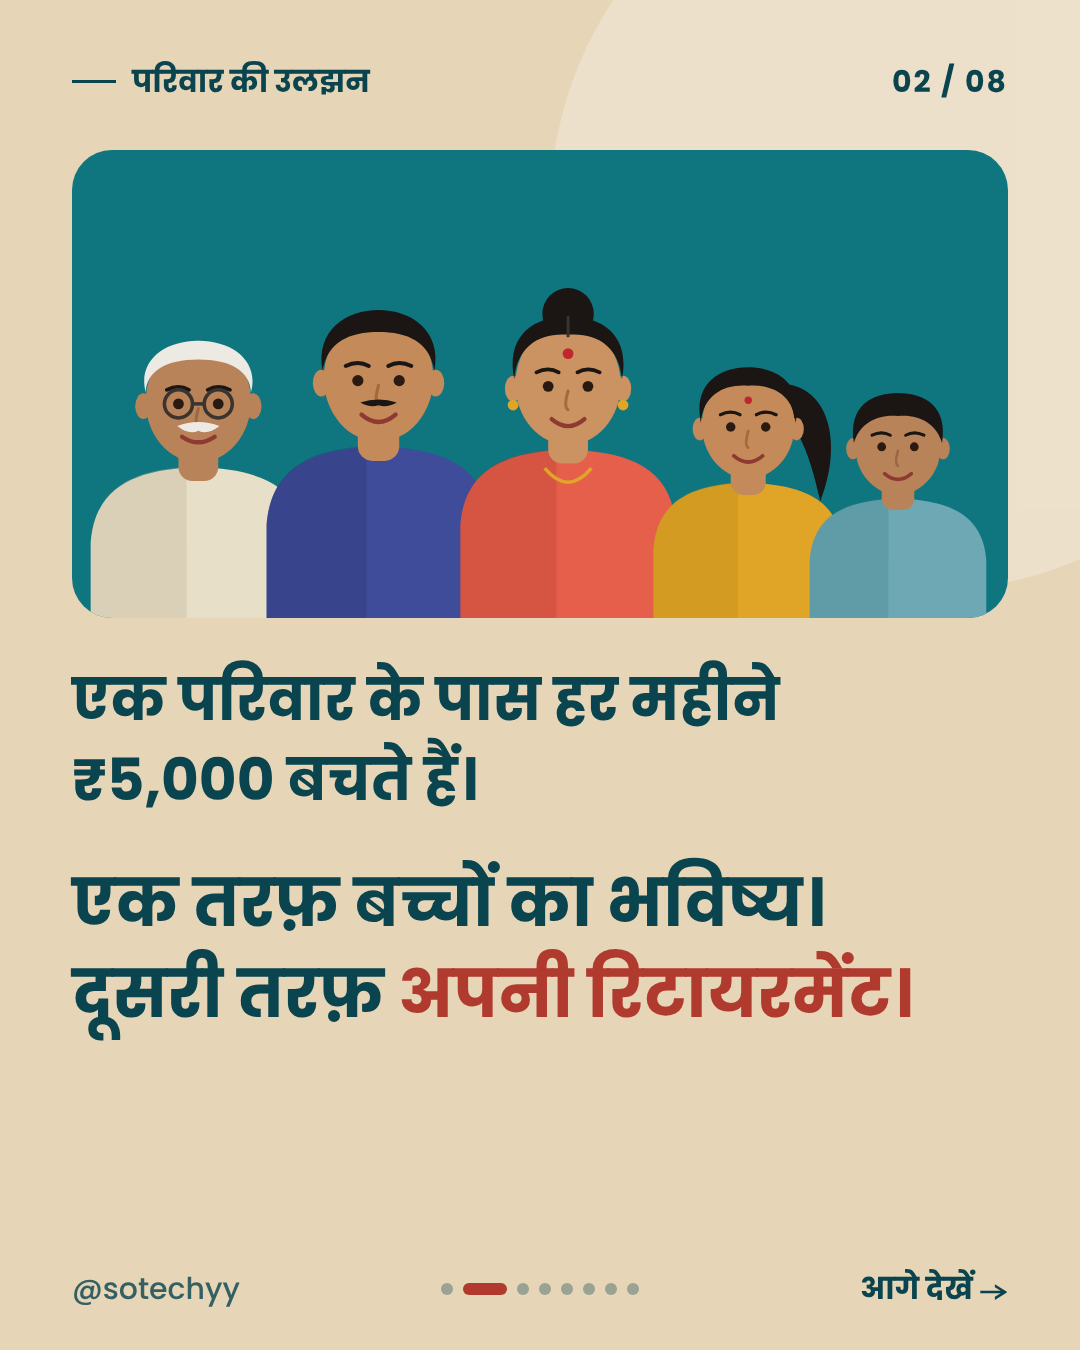 परिवार की उलझन
02 / 08
एक परिवार के पास हर महीने
₹5,000 बचते हैं।
एक तरफ़ बच्चों का भविष्य।
दूसरी तरफ़ अपनी रिटायरमेंट।
@sotechyy
आगे देखें →